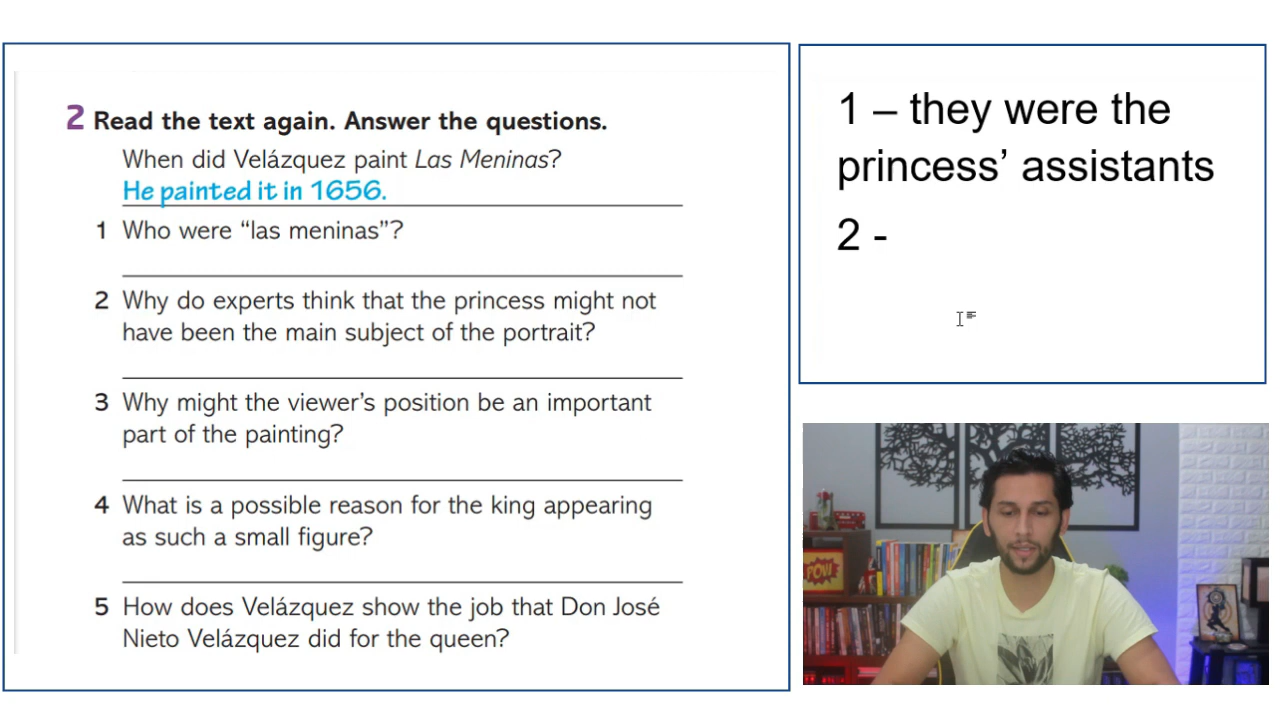 2 Read the text again. Answer the questions.
When did Velázquez paint Las Meninas?
He painted it in 1656.
1 Who were “las meninas”?
2 Why do experts think that the princess might not
have been the main subject of the portrait?
3 Why might the viewer’s position be an important
part of the painting?
4 What is a possible reason for the king appearing
as such a small figure?
5 How does Velázquez show the job that Don José
Nieto Velázquez did for the queen?
1 – they were the
princess’ assistants
2 -
POW!